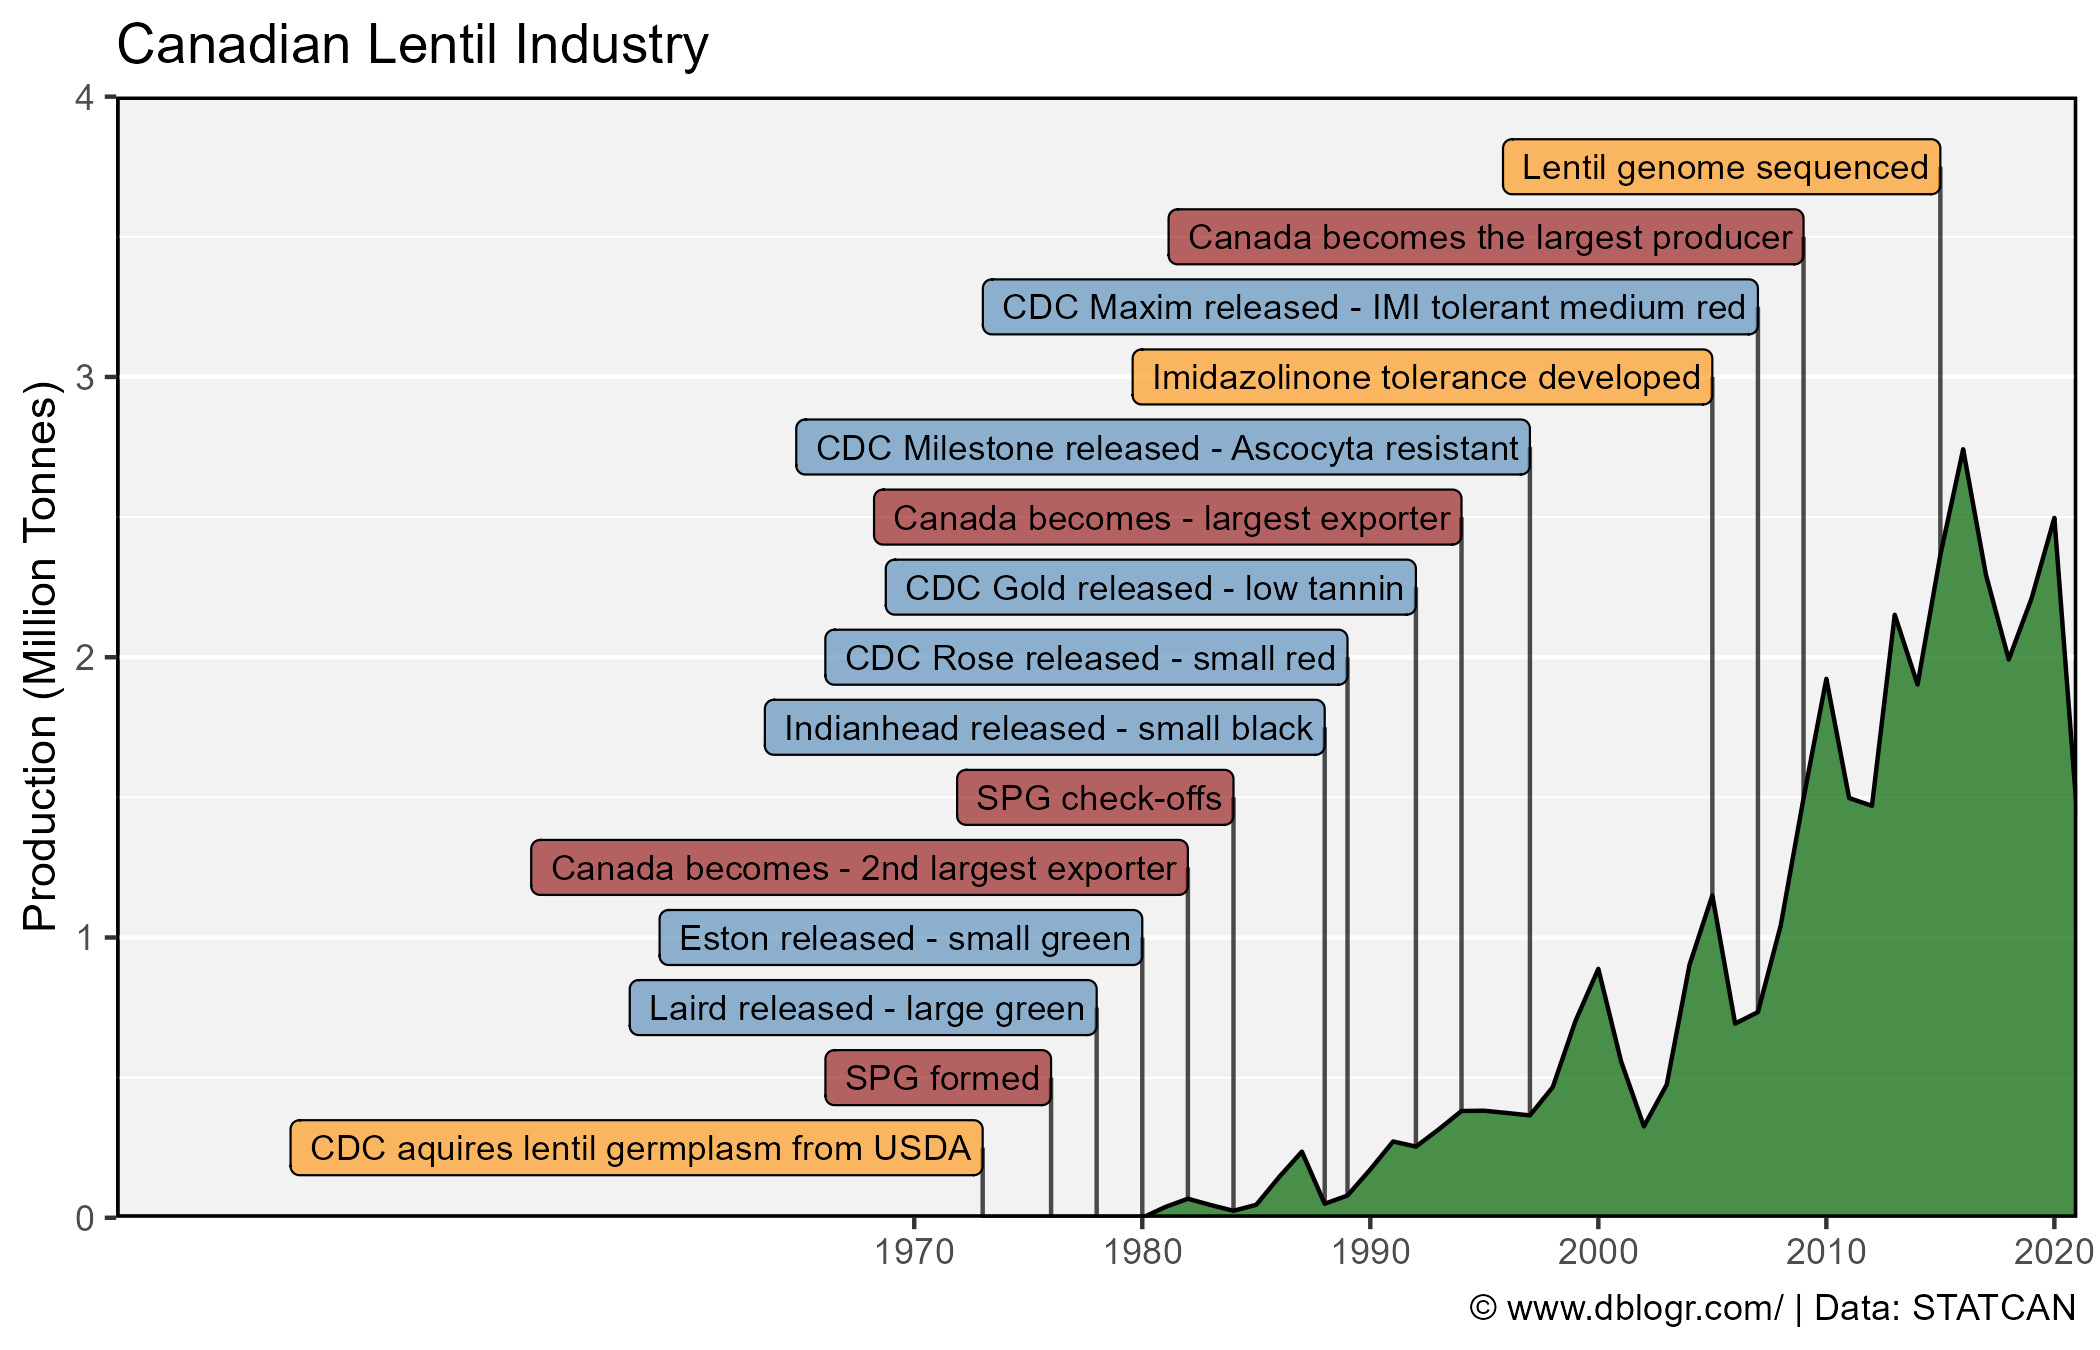 Canadian Lentil Industry
4
Lentil genome sequenced
Canada becomes the largest producer
CDC Maxim released - IMI tolerant medium red
3
Imidazolinone tolerance developed
CDC Milestone released - Ascocyta resistant
Canada becomes - largest exporter
CDC Gold released - low tannin
2
CDC Rose released - small red
Indianhead released - small black
SPG check-offs
Canada becomes - 2nd largest exporter
1
Eston released - small green
Laird released - large green
SPG formed
CDC aquires lentil germplasm from USDA
0
Production (Million Tonnes)
1970 1980 1990 2000 2010 2020
© www.dblogr.com/ | Data: STATCAN